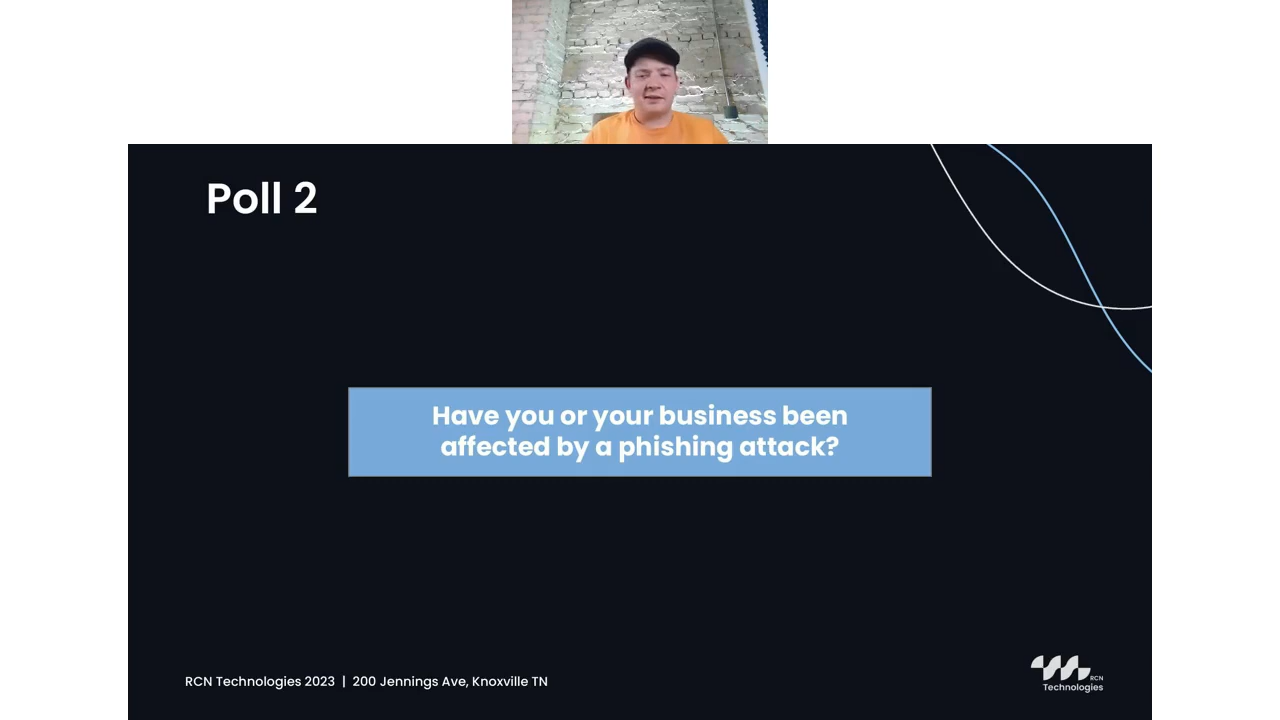 Poll 2
Have you or your business been
affected by a phishing attack?
RCN Technologies 2023 | 200 Jennings Ave, Knoxville TN
RCN
Technologies